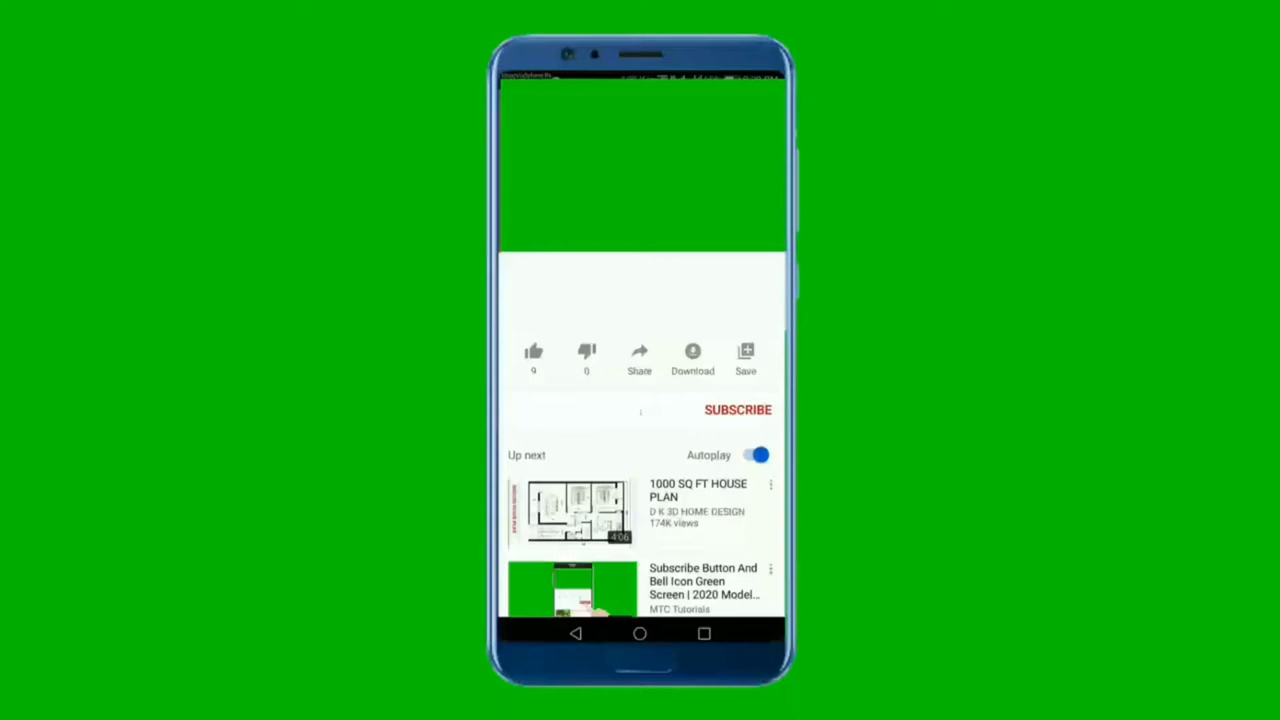 9
0
Share
Download
Save
SUBSCRIBE
Up next
Autoplay
1000 SQ FT HOUSE
PLAN
D K 3D HOME DESIGN
174K views
4:06
Subscribe Button And
Bell Icon Green
Screen | 2020 Model...
MTC Tutorials